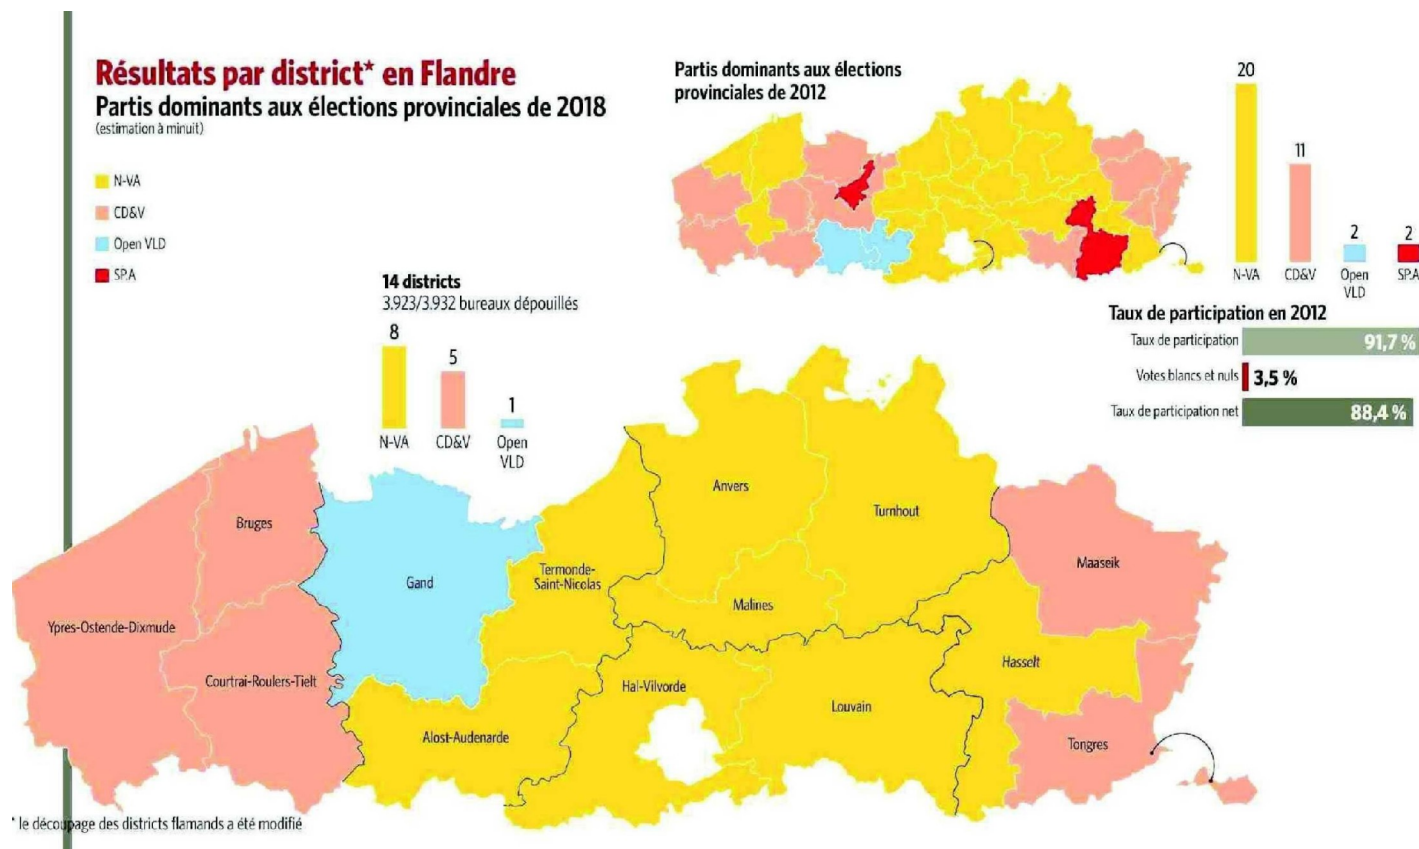 Résultats par district* en Flandre
Partis dominants aux élections provinciales de 2018
(estimation à minuit)
N-VA
CD&V
Open VLD
SP.A
14 districts
3.923/3.932 bureaux dépouillés
8
5
1
N-VA
CD&V
Open
VLD
Partis dominants aux élections
provinciales de 2012
20
11
2
2
N-VA
CD&V
Open
VLD
SP.A
Taux de participation en 2012
Taux de participation
91,7 %
Votes blancs et nuls
3,5 %
Taux de participation net
88,4 %
Anvers
Turnhout
Bruges
Maaseik
Gand
Termonde-
Saint-Nicolas
Malines
Ypres-Ostende-Dixmude
Hasselt
Courtrai-Roulers-Tielt
Hal-Vilvorde
Louvain
Alost-Audenarde
Tongres
* le découpage des districts flamands a été modifié